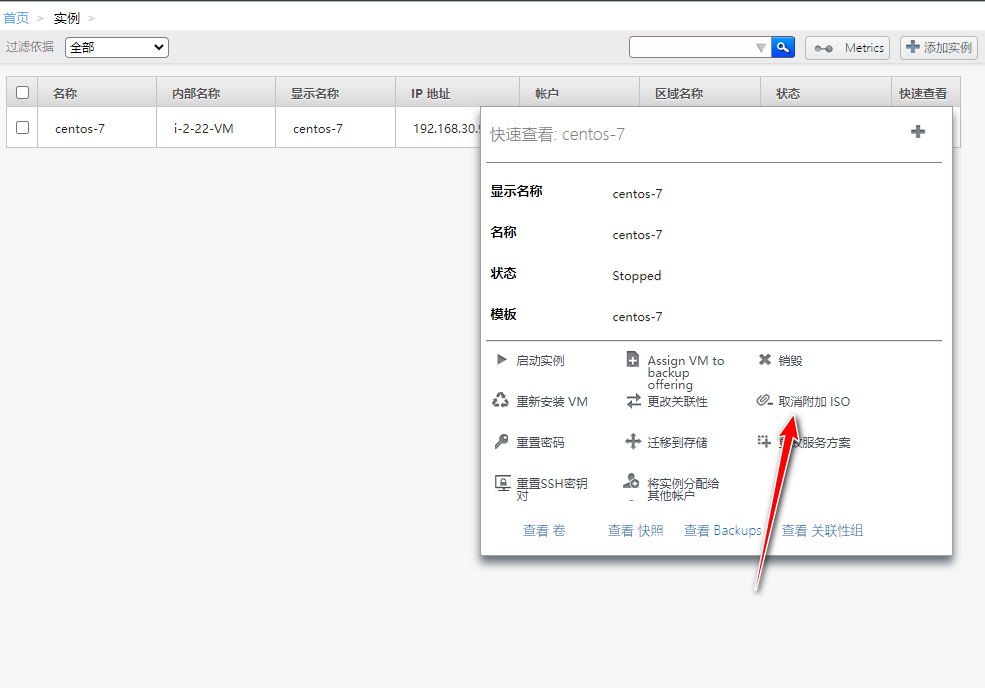 首页 > 实例 >
过滤依据 全部 Metrics 添加实例
名称 内部名称 显示名称 IP 地址 帐户 区域名称 状态 快速查看
centos-7 i-2-22-VM centos-7 192.168.30.
快速查看: centos-7
显示名称 centos-7
名称 centos-7
状态 Stopped
模板 centos-7
启动实例
Assign VM to
backup
offering
销毁
重新安装 VM
更改关联性
取消附加 ISO
重置密码
迁移到存储
服务方案
重置SSH密钥
对
将实例分配给
其他帐户
查看 卷 查看 快照 查看 Backups 查看 关联性组